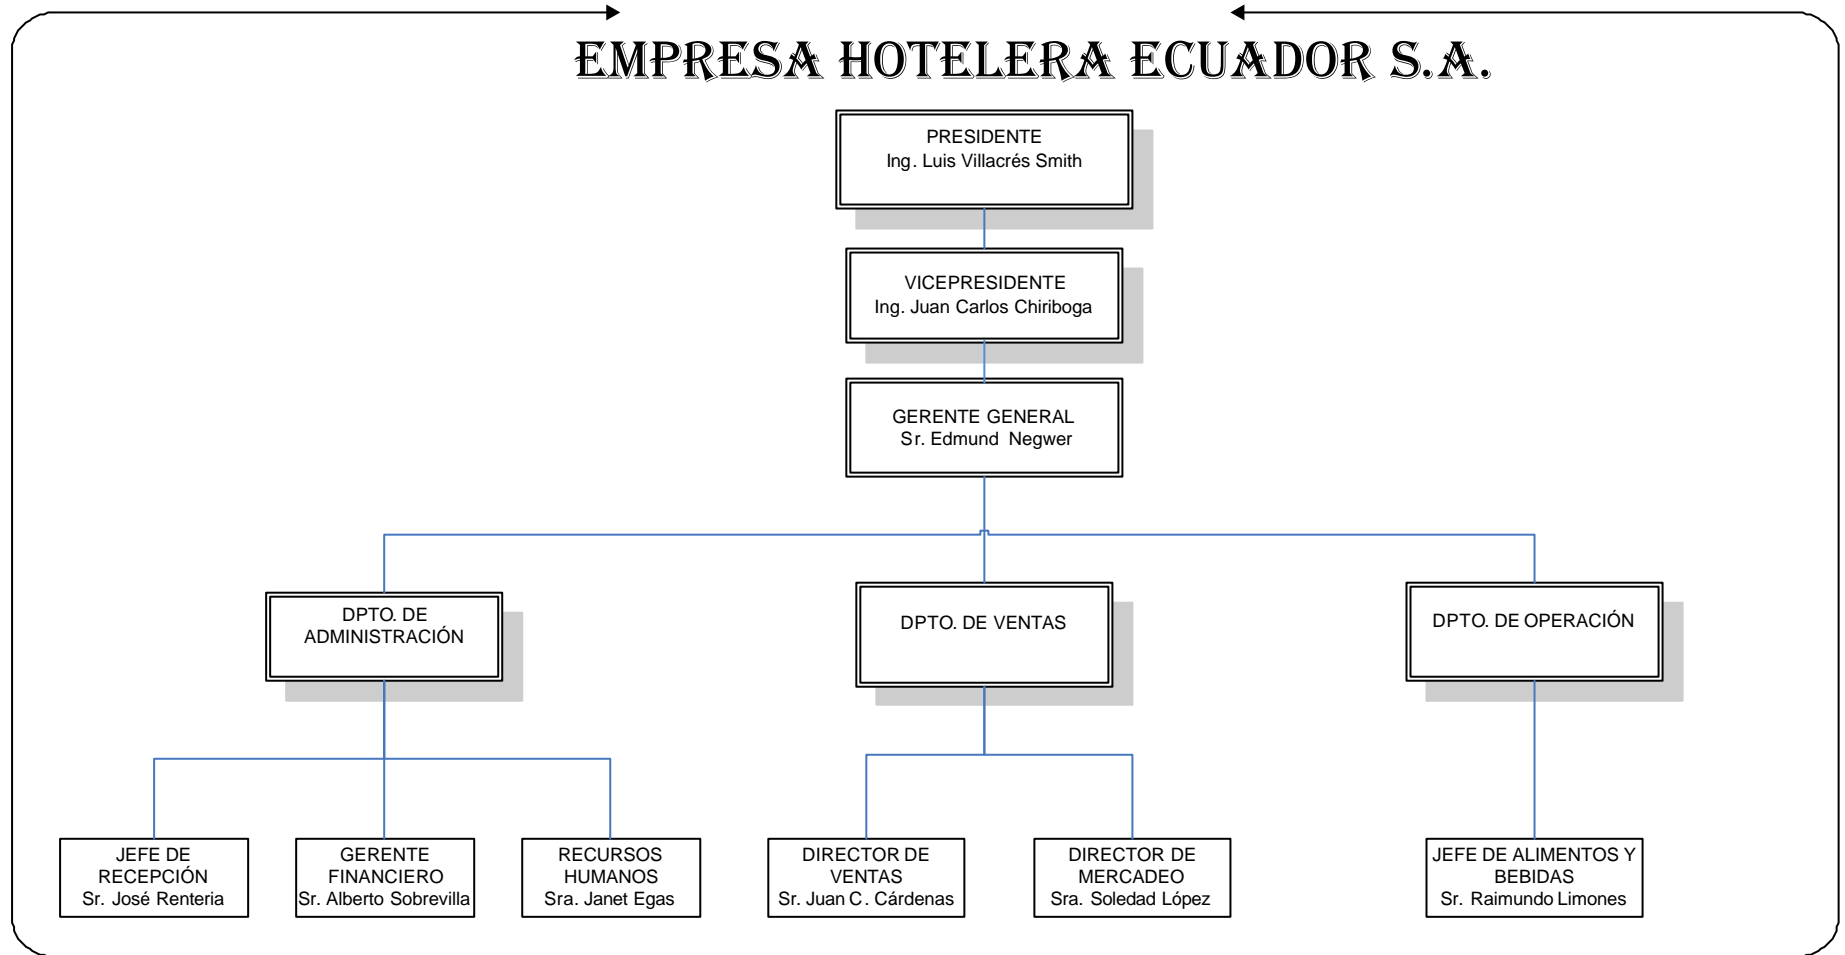 EMPRESA HOTELERA ECUADOR S.A.
PRESIDENTE
Ing. Luis Villacrés Smith
VICEPRESIDENTE
Ing. Juan Carlos Chiriboga
GERENTE GENERAL
Sr. Edmund Negwer
DPTO. DE
ADMINISTRACIÓN
DPTO. DE VENTAS
DPTO. DE OPERACIÓN
JEFE DE
RECEPCIÓN
Sr. José Renteria
GERENTE
FINANCIERO
Sr. Alberto Sobrevilla
RECURSOS
HUMANOS
Sra. Janet Egas
DIRECTOR DE
VENTAS
Sr. Juan C. Cárdenas
DIRECTOR DE
MERCADEO
Sra. Soledad López
JEFE DE ALIMENTOS Y
BEBIDAS
Sr. Raimundo Limones